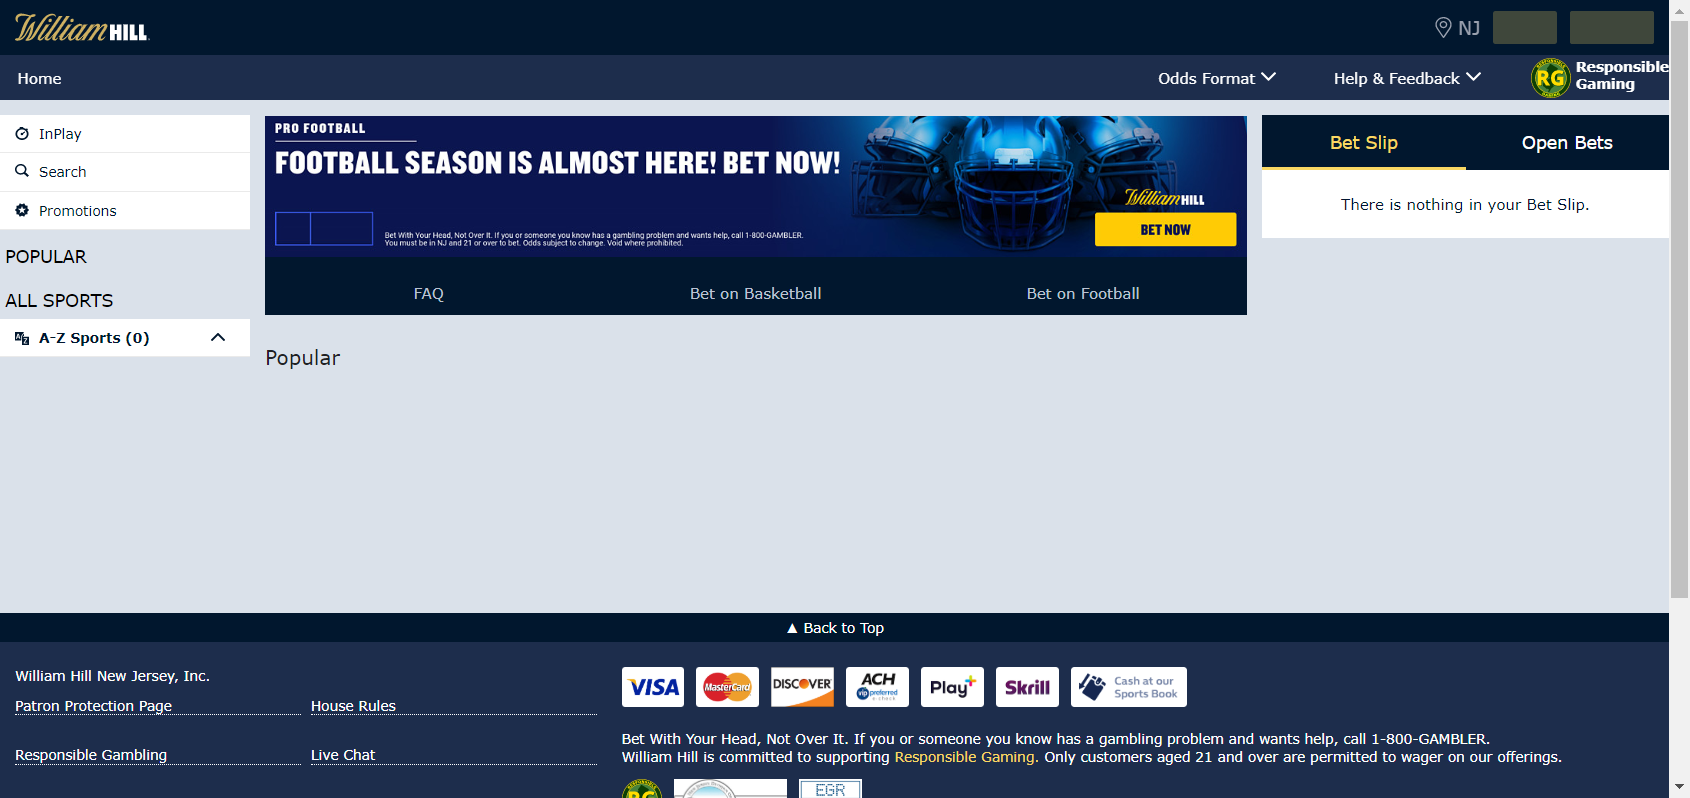 William HILL
NJ
Home
Odds Format
Help & Feedback
RG
Responsible
Gaming
InPlay
Search
Promotions
POPULAR
ALL SPORTS
A-Z Sports (0)
PRO FOOTBALL
FOOTBALL SEASON IS ALMOST HERE! BET NOW!
William HILL
BET NOW
Bet With Your Head, Not Over It. If you or someone you know has a gambling problem and wants help, call 1-800-GAMBLER.
You must be in NJ and 21 or over to bet. Odds subject to change. Void where prohibited.
FAQ
Bet on Basketball
Bet on Football
Popular
Bet Slip
Open Bets
There is nothing in your Bet Slip.
▲ Back to Top
William Hill New Jersey, Inc.
Patron Protection Page
House Rules
Responsible Gambling
Live Chat
VISA
MasterCard
DISCOVER
ACH
vip preferred
e-check
Play+
Skrill
Cash at our
Sports Book
Bet With Your Head, Not Over It. If you or someone you know has a gambling problem and wants help, call 1-800-GAMBLER.
William Hill is committed to supporting Responsible Gaming. Only customers aged 21 and over are permitted to wager on our offerings.
RG
EGR